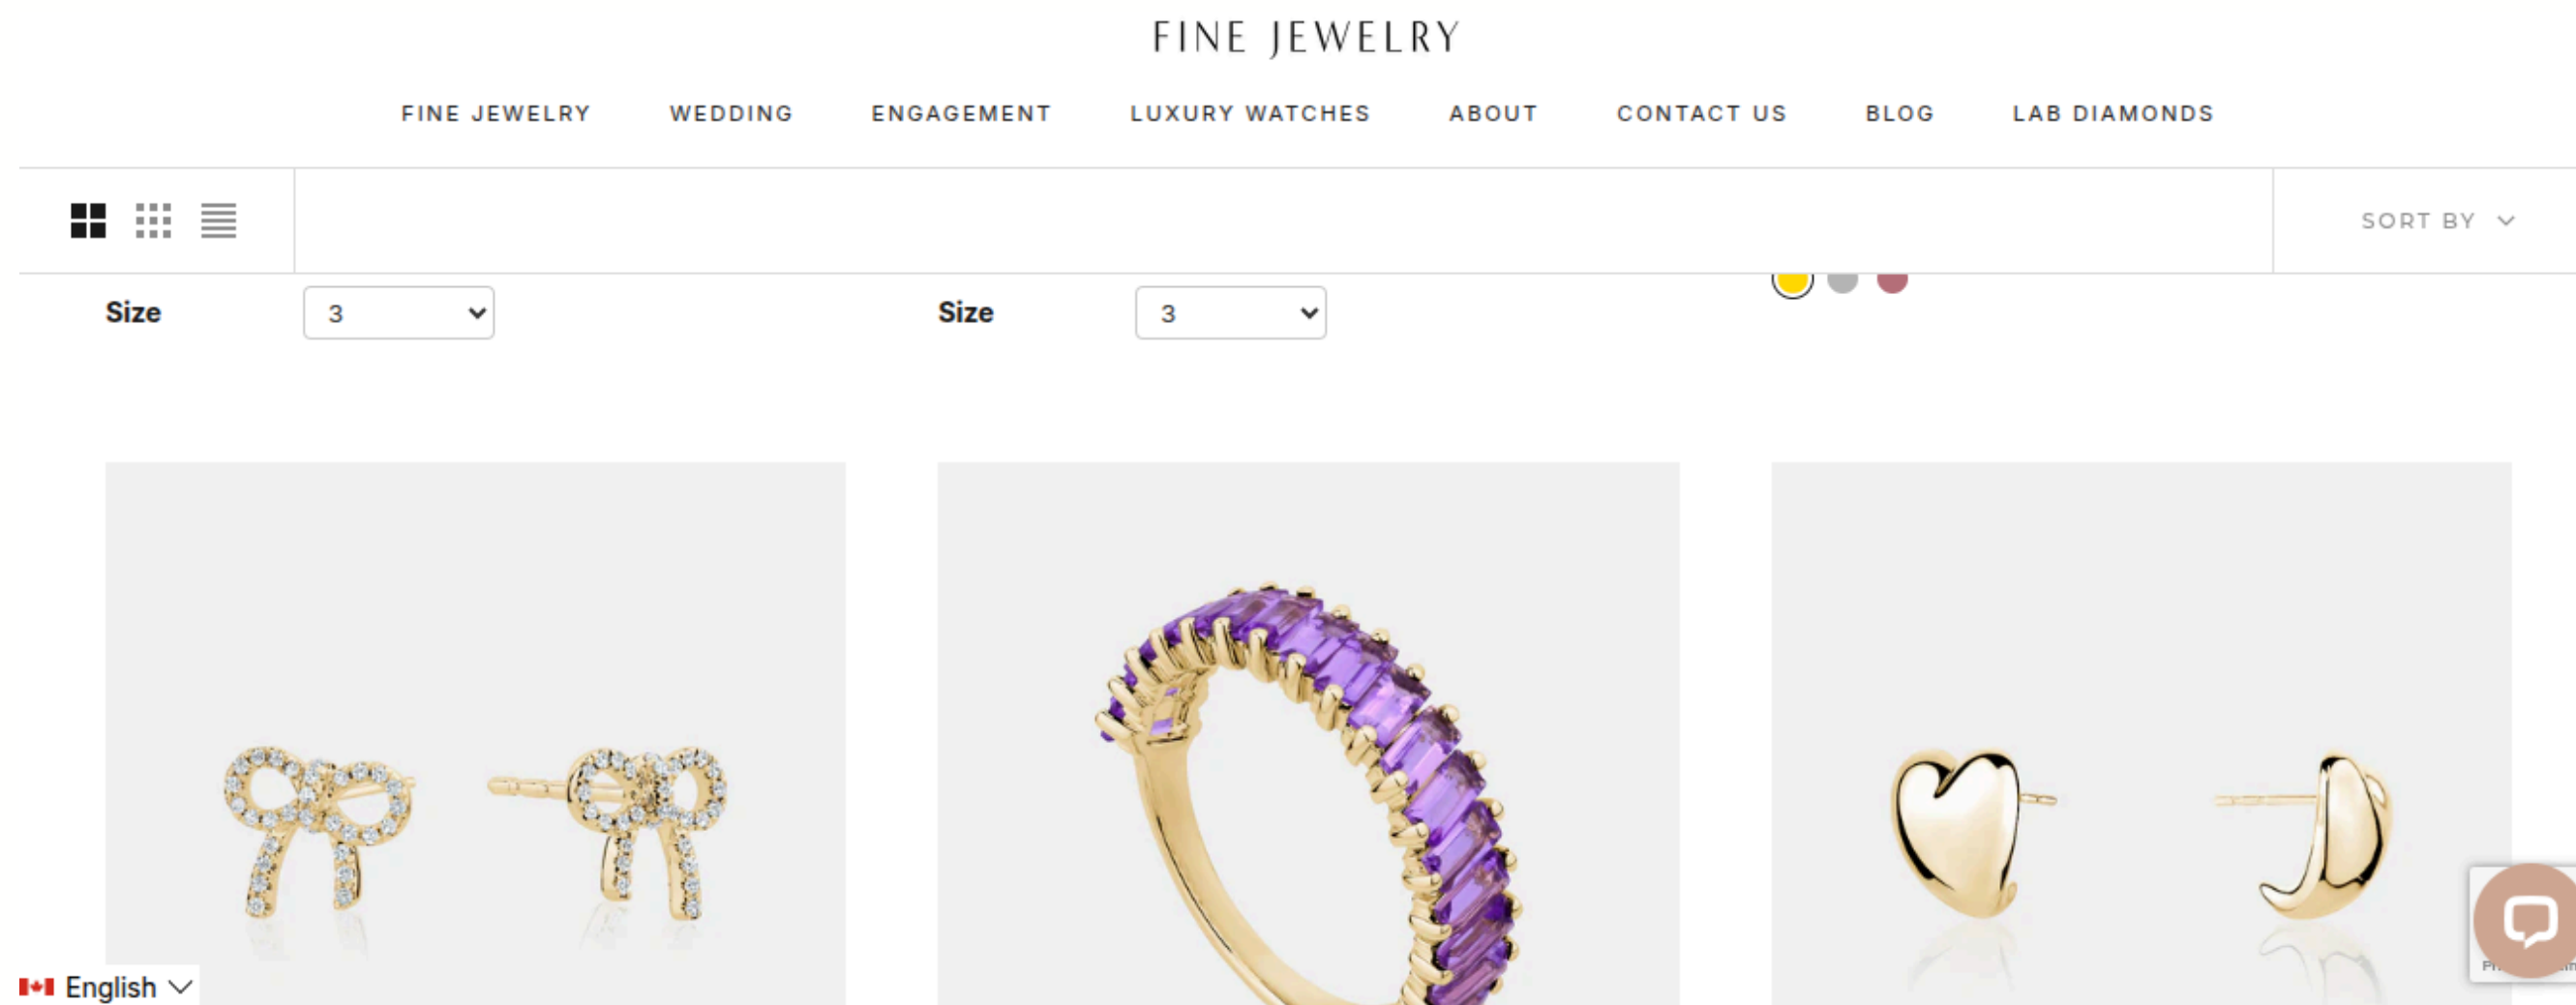 FINE JEWELRY
FINE JEWELRY WEDDING ENGAGEMENT LUXURY WATCHES ABOUT CONTACT US BLOG LAB DIAMONDS
SORT BY
Size 3 Size 3
English